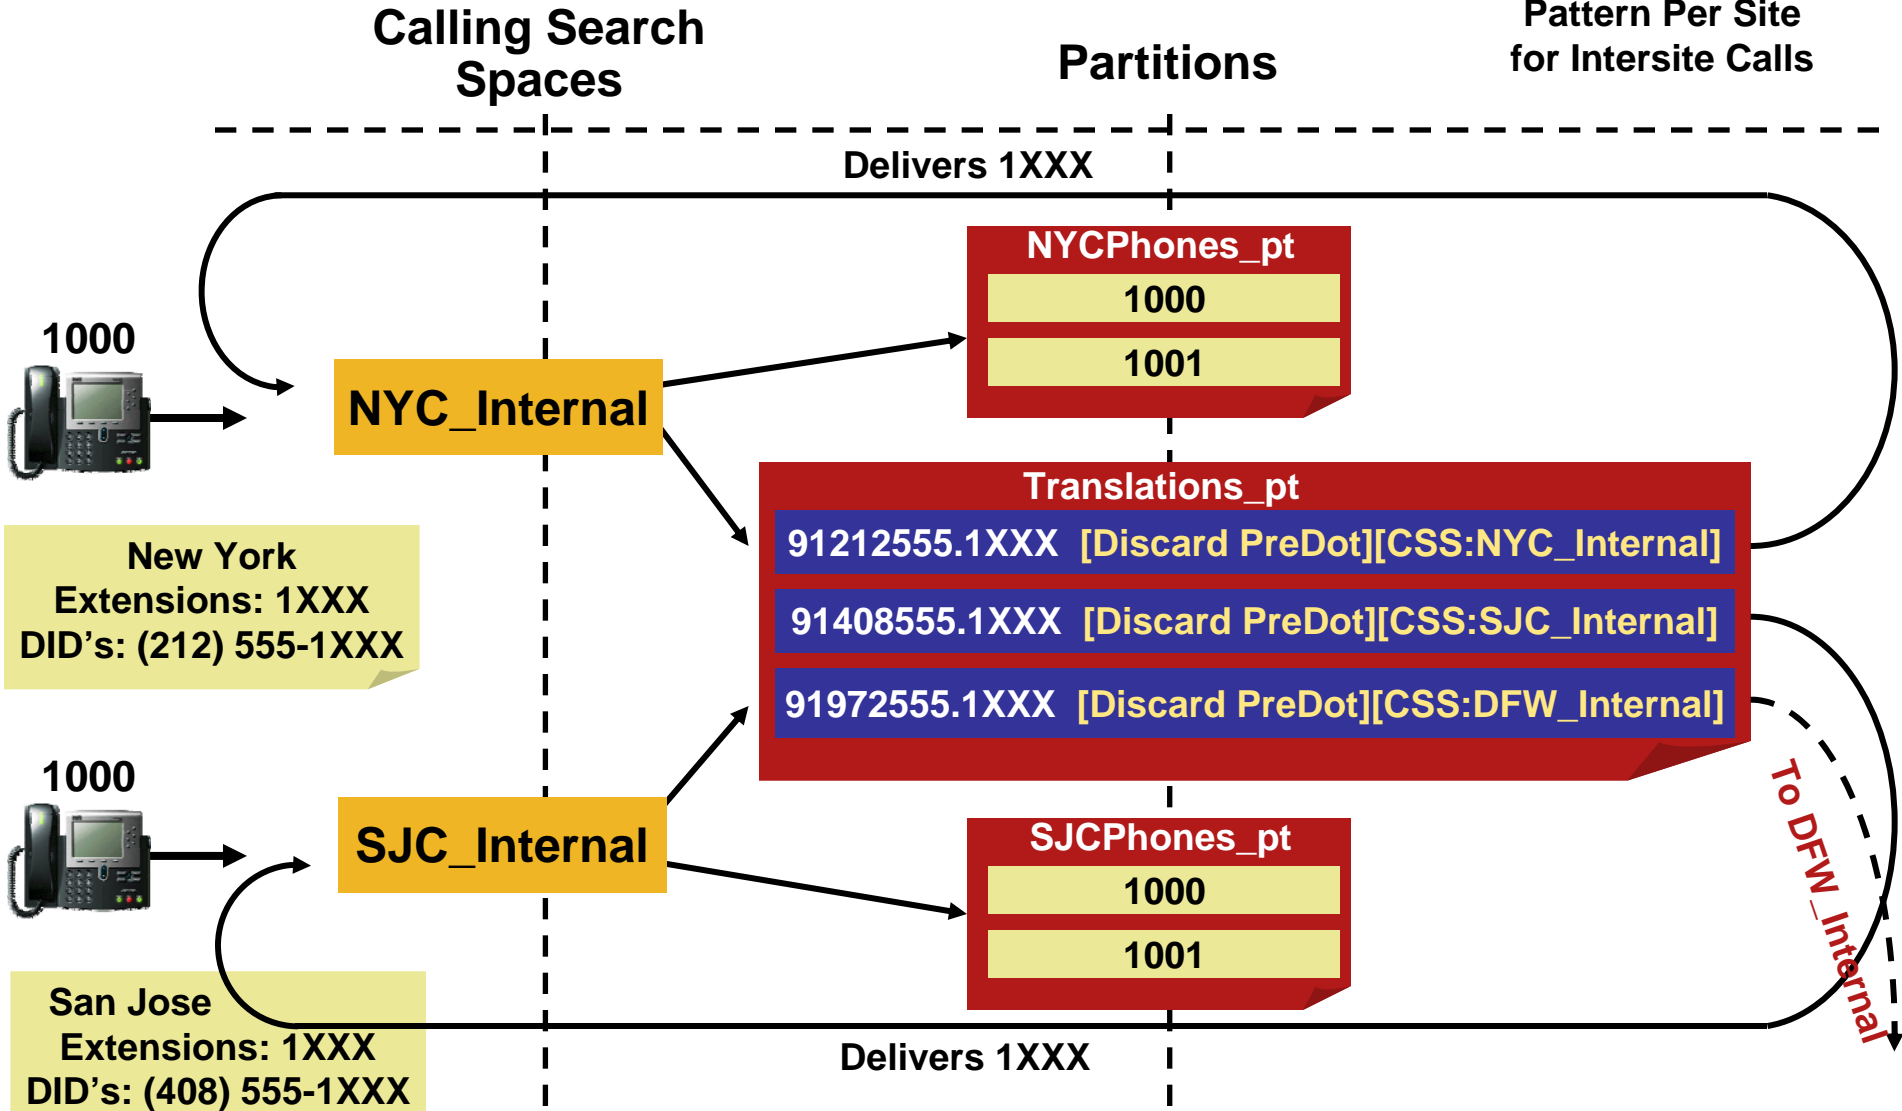 Calling Search
Spaces
Partitions
Pattern Per Site
for Intersite Calls
Delivers 1XXX
NYCPhones_pt
1000
1001
1000
NYC_Internal
Translations_pt
91212555.1XXX [Discard PreDot][CSS:NYC_Internal]
91408555.1XXX [Discard PreDot][CSS:SJC_Internal]
91972555.1XXX [Discard PreDot][CSS:DFW_Internal]
New York
Extensions: 1XXX
DID's: (212) 555-1XXX
1000
SJC_Internal
SJCPhones_pt
1000
1001
To DFW_Internal
San Jose
Extensions: 1XXX
DID's: (408) 555-1XXX
Delivers 1XXX